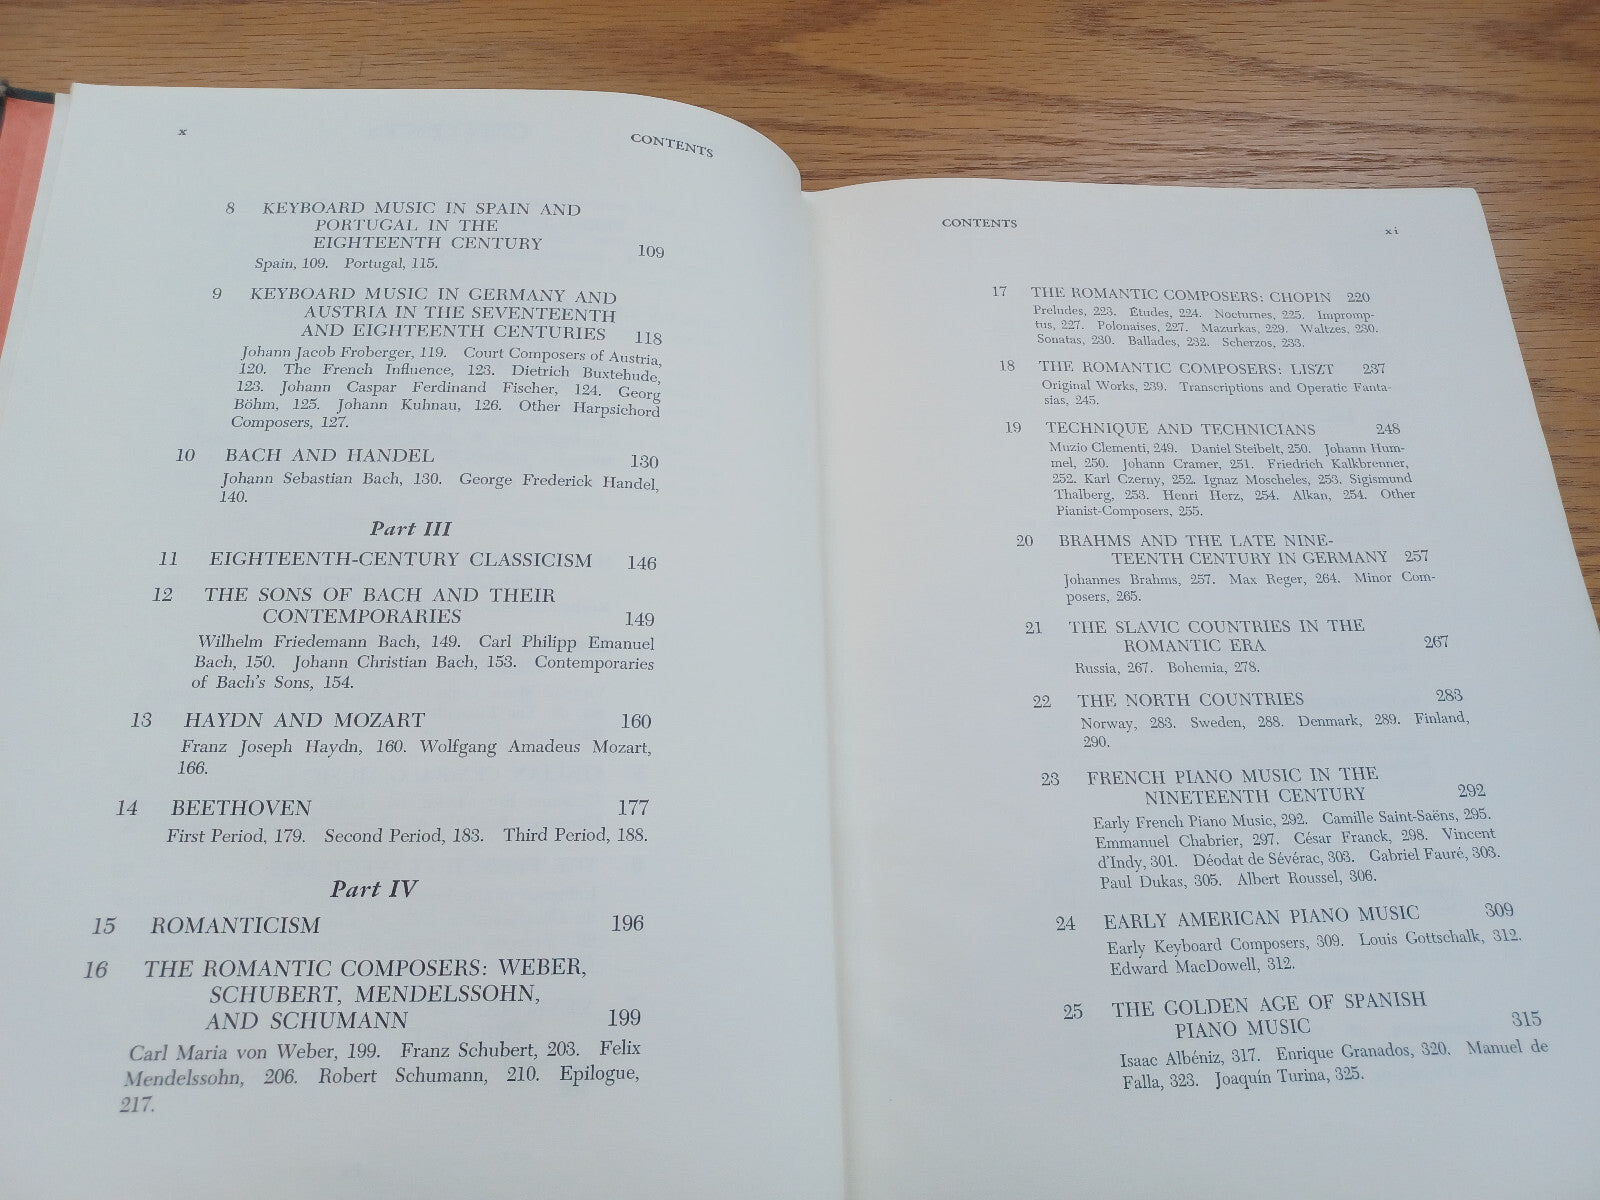 x
CONTENTS
8 KEYBOARD MUSIC IN SPAIN AND
PORTUGAL IN THE
EIGHTEENTH CENTURY 109
Spain, 109. Portugal, 115.
9 KEYBOARD MUSIC IN GERMANY AND
AUSTRIA IN THE SEVENTEENTH
AND EIGHTEENTH CENTURIES 118
Johann Jacob Froberger, 119. Court Composers of Austria,
120. The French Influence, 123. Dietrich Buxtehude,
123. Johann Caspar Ferdinand Fischer, 124. Georg
Böhm, 125. Johann Kuhnau, 126. Other Harpsichord
Composers, 127.
10 BACH AND HANDEL 130
Johann Sebastian Bach, 130. George Frederick Handel,
140.
Part III
11 EIGHTEENTH-CENTURY CLASSICISM 146
12 THE SONS OF BACH AND THEIR
CONTEMPORARIES 149
Wilhelm Friedemann Bach, 149. Carl Philipp Emanuel
Bach, 150. Johann Christian Bach, 153. Contemporaries
of Bach's Sons, 154.
13 HAYDN AND MOZART 160
Franz Joseph Haydn, 160. Wolfgang Amadeus Mozart,
166.
14 BEETHOVEN 177
First Period, 179. Second Period, 183. Third Period, 188.
Part IV
15 ROMANTICISM 196
16 THE ROMANTIC COMPOSERS: WEBER,
SCHUBERT, MENDELSSOHN,
AND SCHUMANN 199
Carl Maria von Weber, 199. Franz Schubert, 203. Felix
Mendelssohn, 206. Robert Schumann, 210. Epilogue,
217.
CONTENTS
xi
17 THE ROMANTIC COMPOSERS: CHOPIN 220
Preludes, 223. Études, 224. Nocturnes, 225. Impromp-
tus, 227. Polonaises, 227. Mazurkas, 229. Waltzes, 230.
Sonatas, 230. Ballades, 232. Scherzos, 233.
18 THE ROMANTIC COMPOSERS: LISZT 237
Original Works, 239. Transcriptions and Operatic Fanta-
sias, 245.
19 TECHNIQUE AND TECHNICIANS 248
Muzio Clementi, 249. Daniel Steibelt, 250. Johann Hum-
mel, 250. Johann Cramer, 251. Friedrich Kalkbrenner,
252. Karl Czerny, 252. Ignaz Moscheles, 253. Sigismund
Thalberg, 253. Henri Herz, 254. Alkan, 254. Other
Pianist-Composers, 255.
20 BRAHMS AND THE LATE NINE-
TEENTH CENTURY IN GERMANY 257
Johannes Brahms, 257. Max Reger, 264. Minor Com-
posers, 265.
21 THE SLAVIC COUNTRIES IN THE
ROMANTIC ERA 267
Russia, 267. Bohemia, 278.
22 THE NORTH COUNTRIES 283
Norway, 283. Sweden, 288. Denmark, 289. Finland,
290.
23 FRENCH PIANO MUSIC IN THE
NINETEENTH CENTURY 292
Early French Piano Music, 292. Camille Saint-Saëns, 295.
Emmanuel Chabrier, 297. César Franck, 298. Vincent
d'Indy, 301. Déodat de Séverac, 303. Gabriel Fauré, 303.
Paul Dukas, 305. Albert Roussel, 306.
24 EARLY AMERICAN PIANO MUSIC 309
Early Keyboard Composers, 309. Louis Gottschalk, 312.
Edward MacDowell, 312.
25 THE GOLDEN AGE OF SPANISH
PIANO MUSIC 315
Isaac Albéniz, 317. Enrique Granados, 320. Manuel de
Falla, 323. Joaquín Turina, 325.